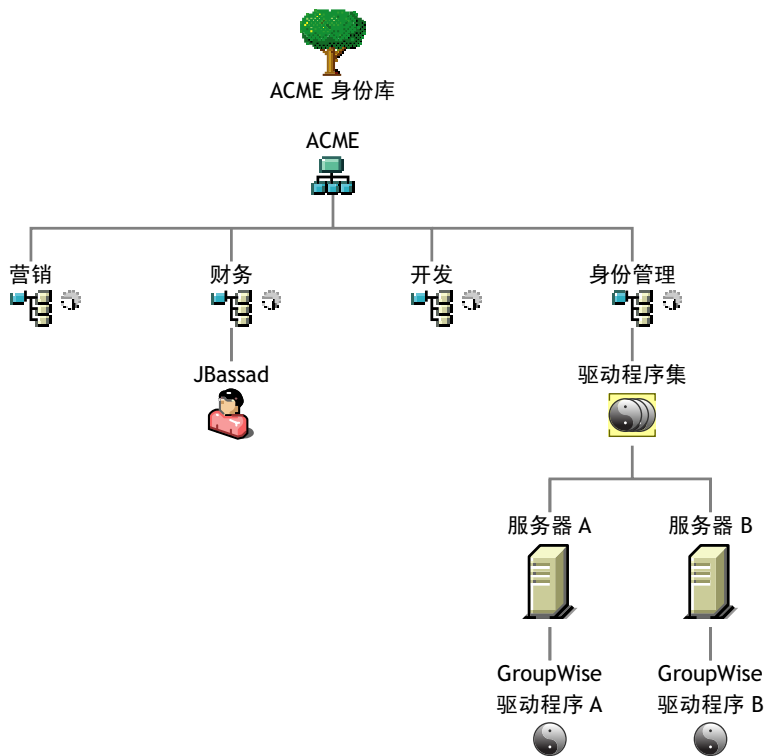 ACME 身份库
ACME
营销
财务
开发
身份管理
JBassad
驱动程序集
服务器 A
服务器 B
GroupWise
驱动程序 A
GroupWise
驱动程序 B